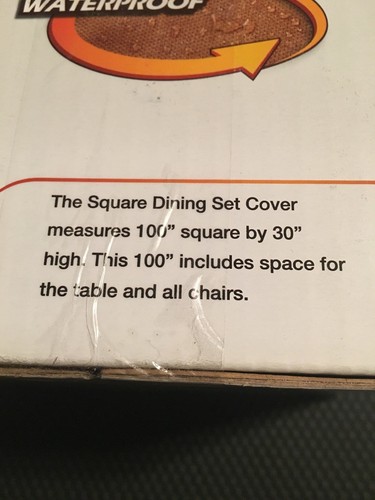 WATERPROOF
The Square Dining Set Cover
measures 100” square by 30”
high. This 100” includes space for
the table and all chairs.